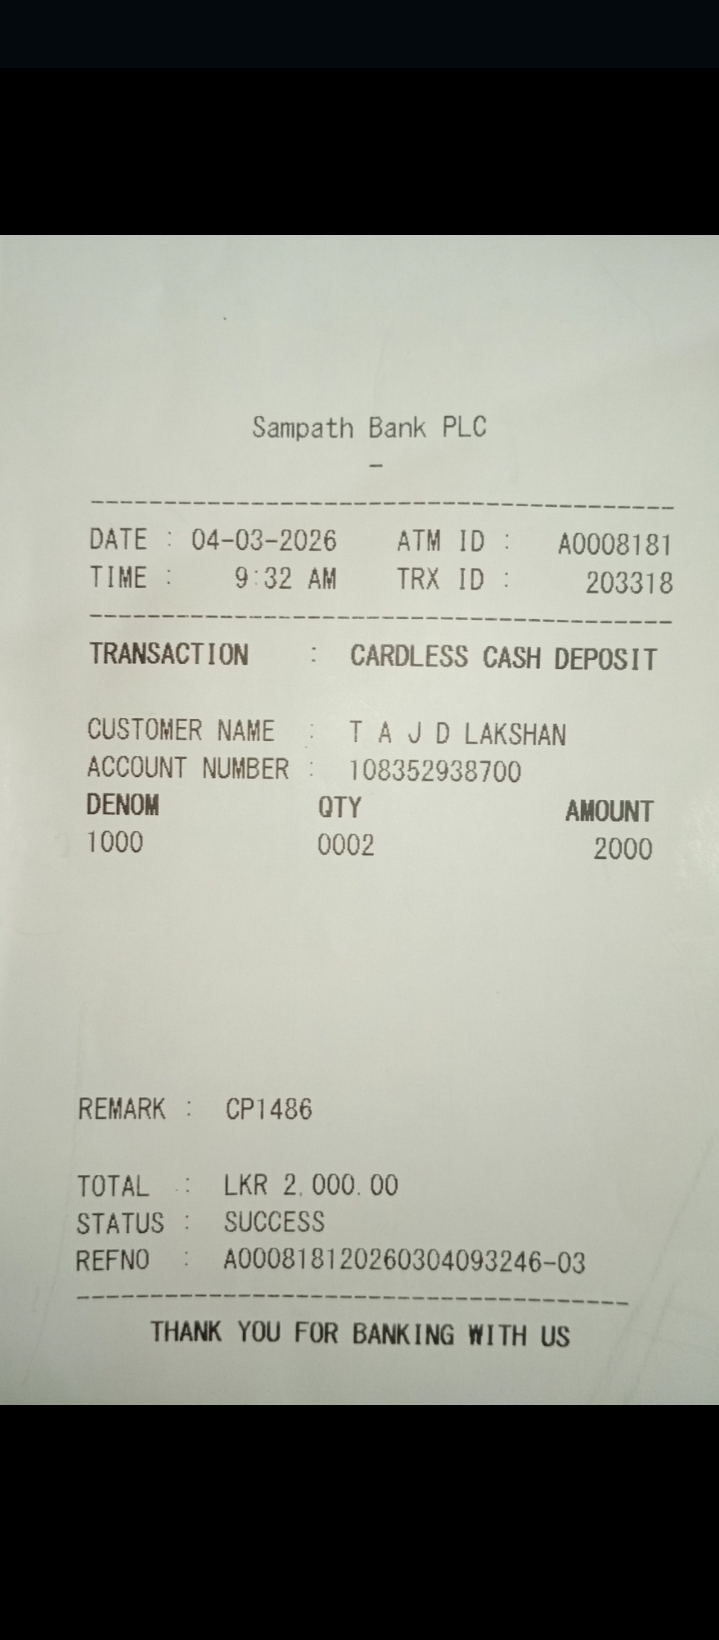 Sampath Bank PLC
-
----------------------------------------
DATE : 04-03-2026 ATM ID : A0008181
TIME : 9:32 AM TRX ID : 203318
----------------------------------------
TRANSACTION : CARDLESS CASH DEPOSIT
CUSTOMER NAME : T A J D LAKSHAN
ACCOUNT NUMBER : 108352938700
DENOM QTY AMOUNT
1000 0002 2000
REMARK : CP1486
TOTAL : LKR 2,000.00
STATUS : SUCCESS
REFNO : A000818120260304093246-03
--------------------------------------
THANK YOU FOR BANKING WITH US